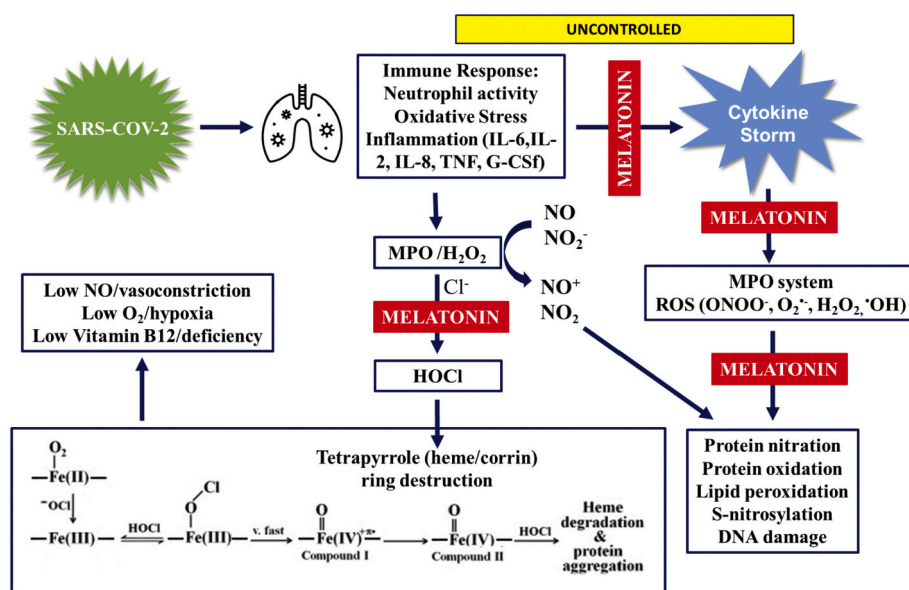 UNCONTROLLED
SARS-COV-2
Immune Response:
Neutrophil activity
Oxidative Stress
Inflammation (IL-6,IL-
2, IL-8, TNF, G-CSf)
MELATONIN
Cytokine
Storm
MELATONIN
NO
NO₂⁻
MPO/H₂O₂
NO⁺
NO₂
Cl⁻
MELATONIN
HOCl
MPO system
ROS (ONOO⁻, O₂•⁻, H₂O₂, •OH)
MELATONIN
Low NO/vasoconstriction
Low O₂/hypoxia
Low Vitamin B12/deficiency
Protein nitration
Protein oxidation
Lipid peroxidation
S-nitrosylation
DNA damage
Tetrapyrrole (heme/corrin)
ring destruction
O₂
Fe(II)
⁻OCl
Fe(III)
HOCl
Cl
O
Fe(III)
v. fast
O
Fe(IV)⁺π•
Compound I
O
Fe(IV)
Compound II
HOCl
Heme
degradation
&
protein
aggregation